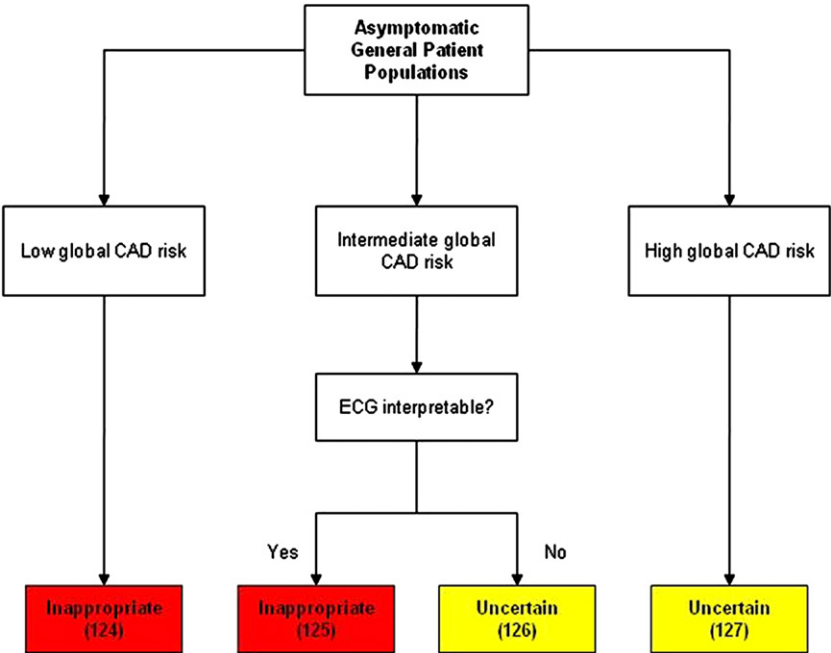 Asymptomatic
General Patient
Populations
Low global CAD risk
Intermediate global
CAD risk
High global CAD risk
ECG interpretable?
Yes
No
Inappropriate
(124)
Inappropriate
(125)
Uncertain
(126)
Uncertain
(127)